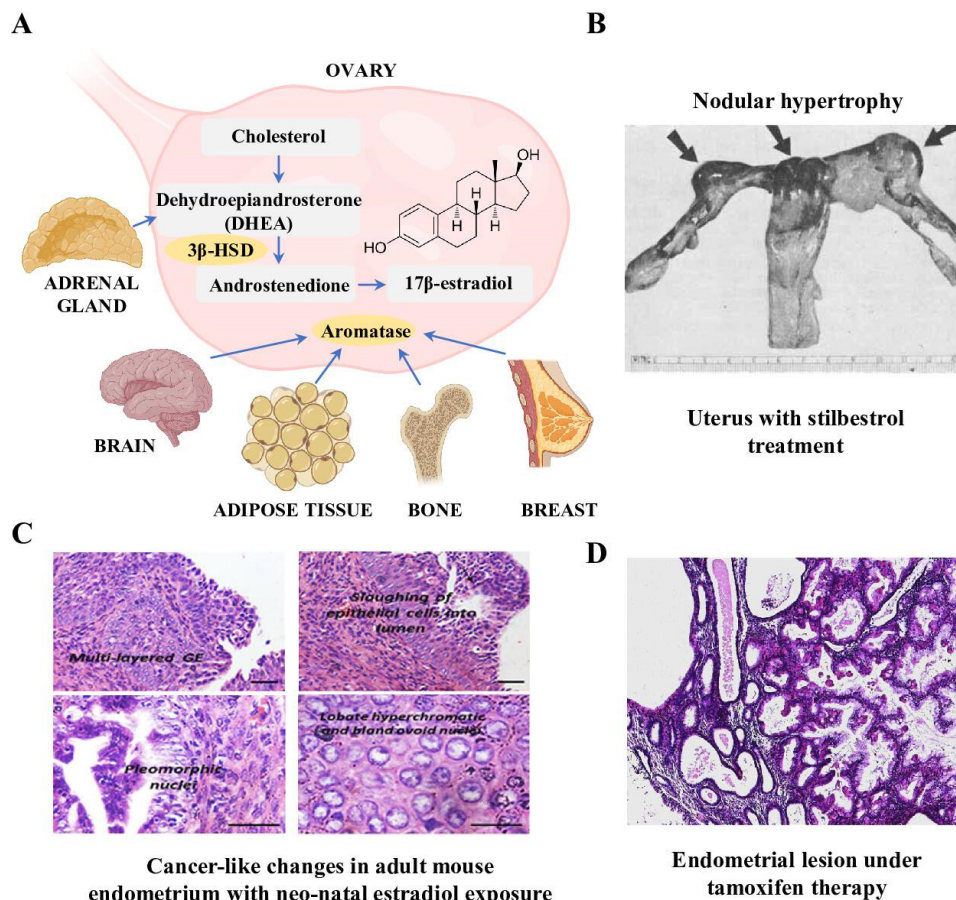 A
OVARY
Cholesterol
Dehydroepiandrosterone
(DHEA)
3β-HSD
Androstenedione
17β-estradiol
Aromatase
OH
H
H
H
HO
ADRENAL
GLAND
BRAIN
ADIPOSE TISSUE
BONE
BREAST
B
Nodular hypertrophy
Uterus with stilbestrol
treatment
C
Multi-layered GE
Slaughing of
epithelial cells into
lumen
Pleomorphic
nuclei
Lobate hyperchromatic
and bland ovoid nuclei
Cancer-like changes in adult mouse
endometrium with neo-natal estradiol exposure
D
Endometrial lesion under
tamoxifen therapy